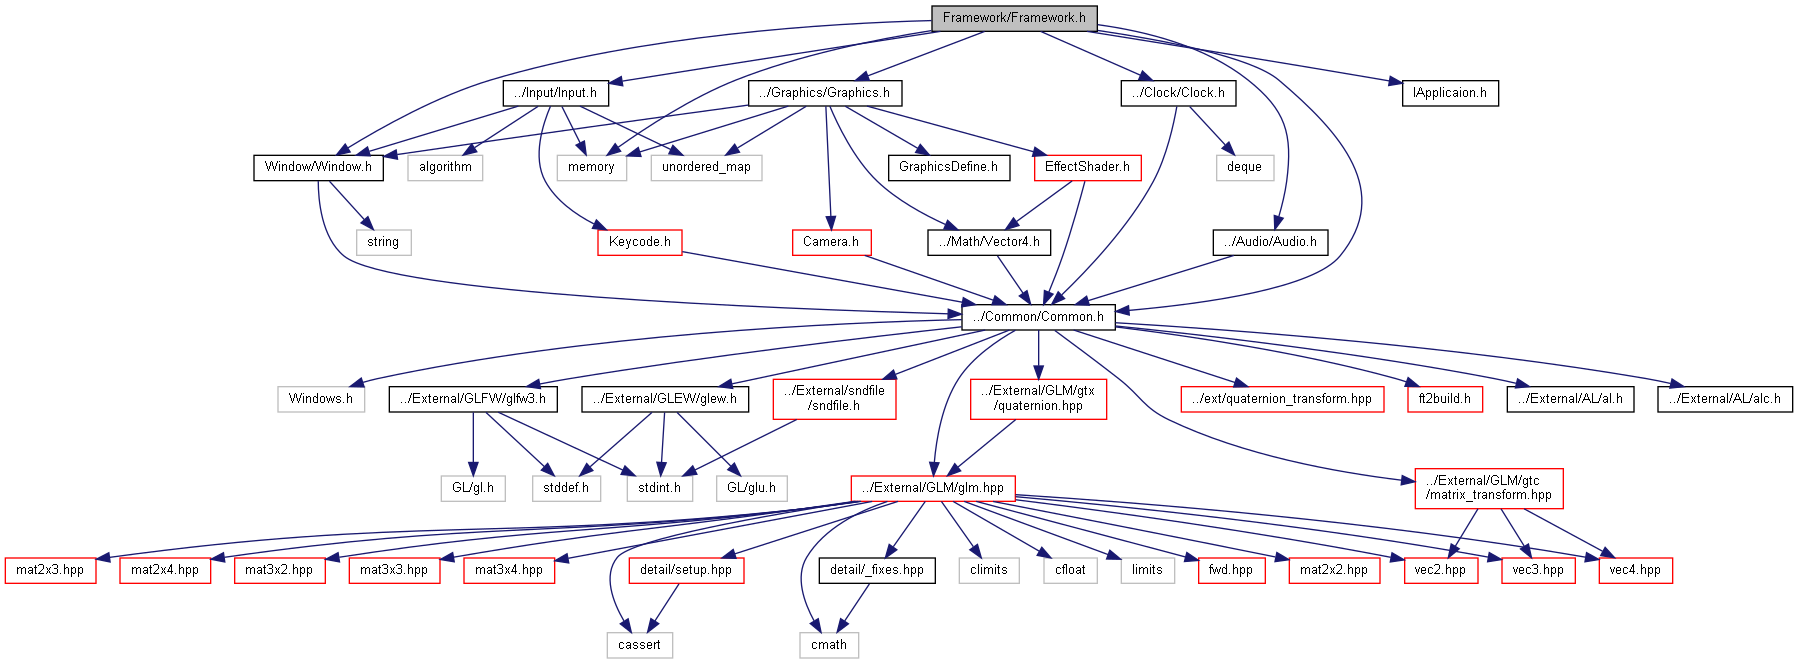 Framework/Framework.h
../Input/Input.h
../Graphics/Graphics.h
../Clock/Clock.h
IApplicaion.h
Window/Window.h
algorithm
memory
unordered_map
GraphicsDefine.h
EffectShader.h
deque
string
Keycode.h
Camera.h
../Math/Vector4.h
../Audio/Audio.h
../Common/Common.h
Windows.h
../External/GLFW/glfw3.h
../External/GLEW/glew.h
../External/sndfile
/sndfile.h
../External/GLM/gtx
/quaternion.hpp
../ext/quaternion_transform.hpp
ft2build.h
../External/AL/al.h
../External/AL/alc.h
GL/gl.h
stddef.h
stdint.h
GL/glu.h
../External/GLM/glm.hpp
../External/GLM/gtc
/matrix_transform.hpp
mat2x3.hpp
mat2x4.hpp
mat3x2.hpp
mat3x3.hpp
mat3x4.hpp
detail/setup.hpp
detail/_fixes.hpp
climits
cfloat
limits
fwd.hpp
mat2x2.hpp
vec2.hpp
vec3.hpp
vec4.hpp
cassert
cmath